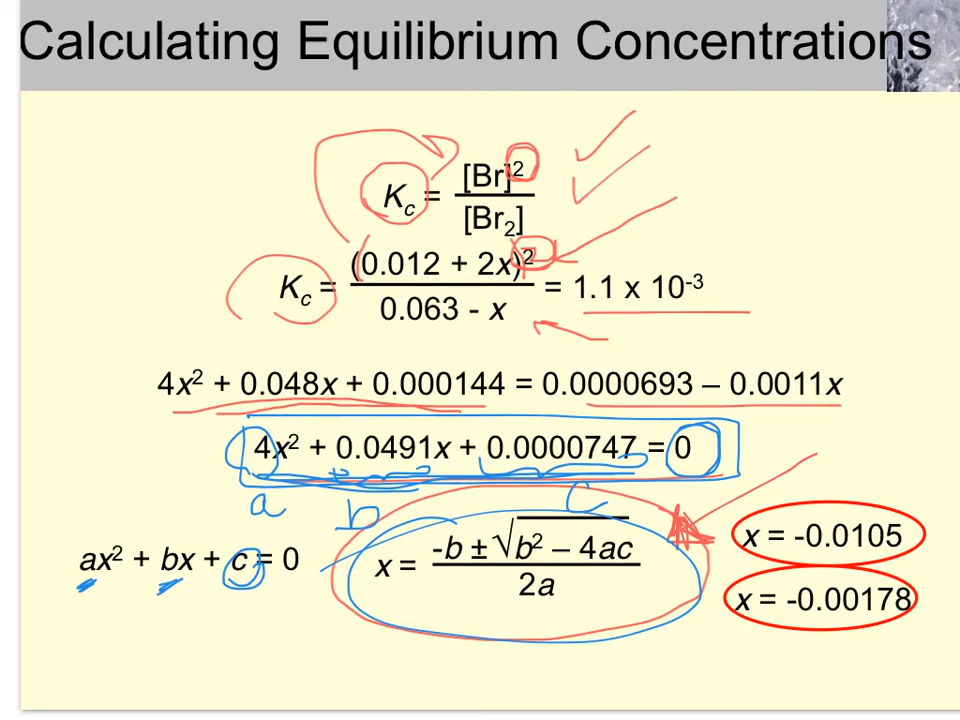 Calculating Equilibrium Concentrations
Kc = [Br]² / [Br₂]
Kc = (0.012 + 2x)² / 0.063 - x = 1.1 x 10⁻³
4x² + 0.048x + 0.000144 = 0.0000693 – 0.0011x
4x² + 0.0491x + 0.0000747 = 0
a b c
ax² + bx + c = 0
x = -b ± √b² – 4ac / 2a
x = -0.0105
x = -0.00178